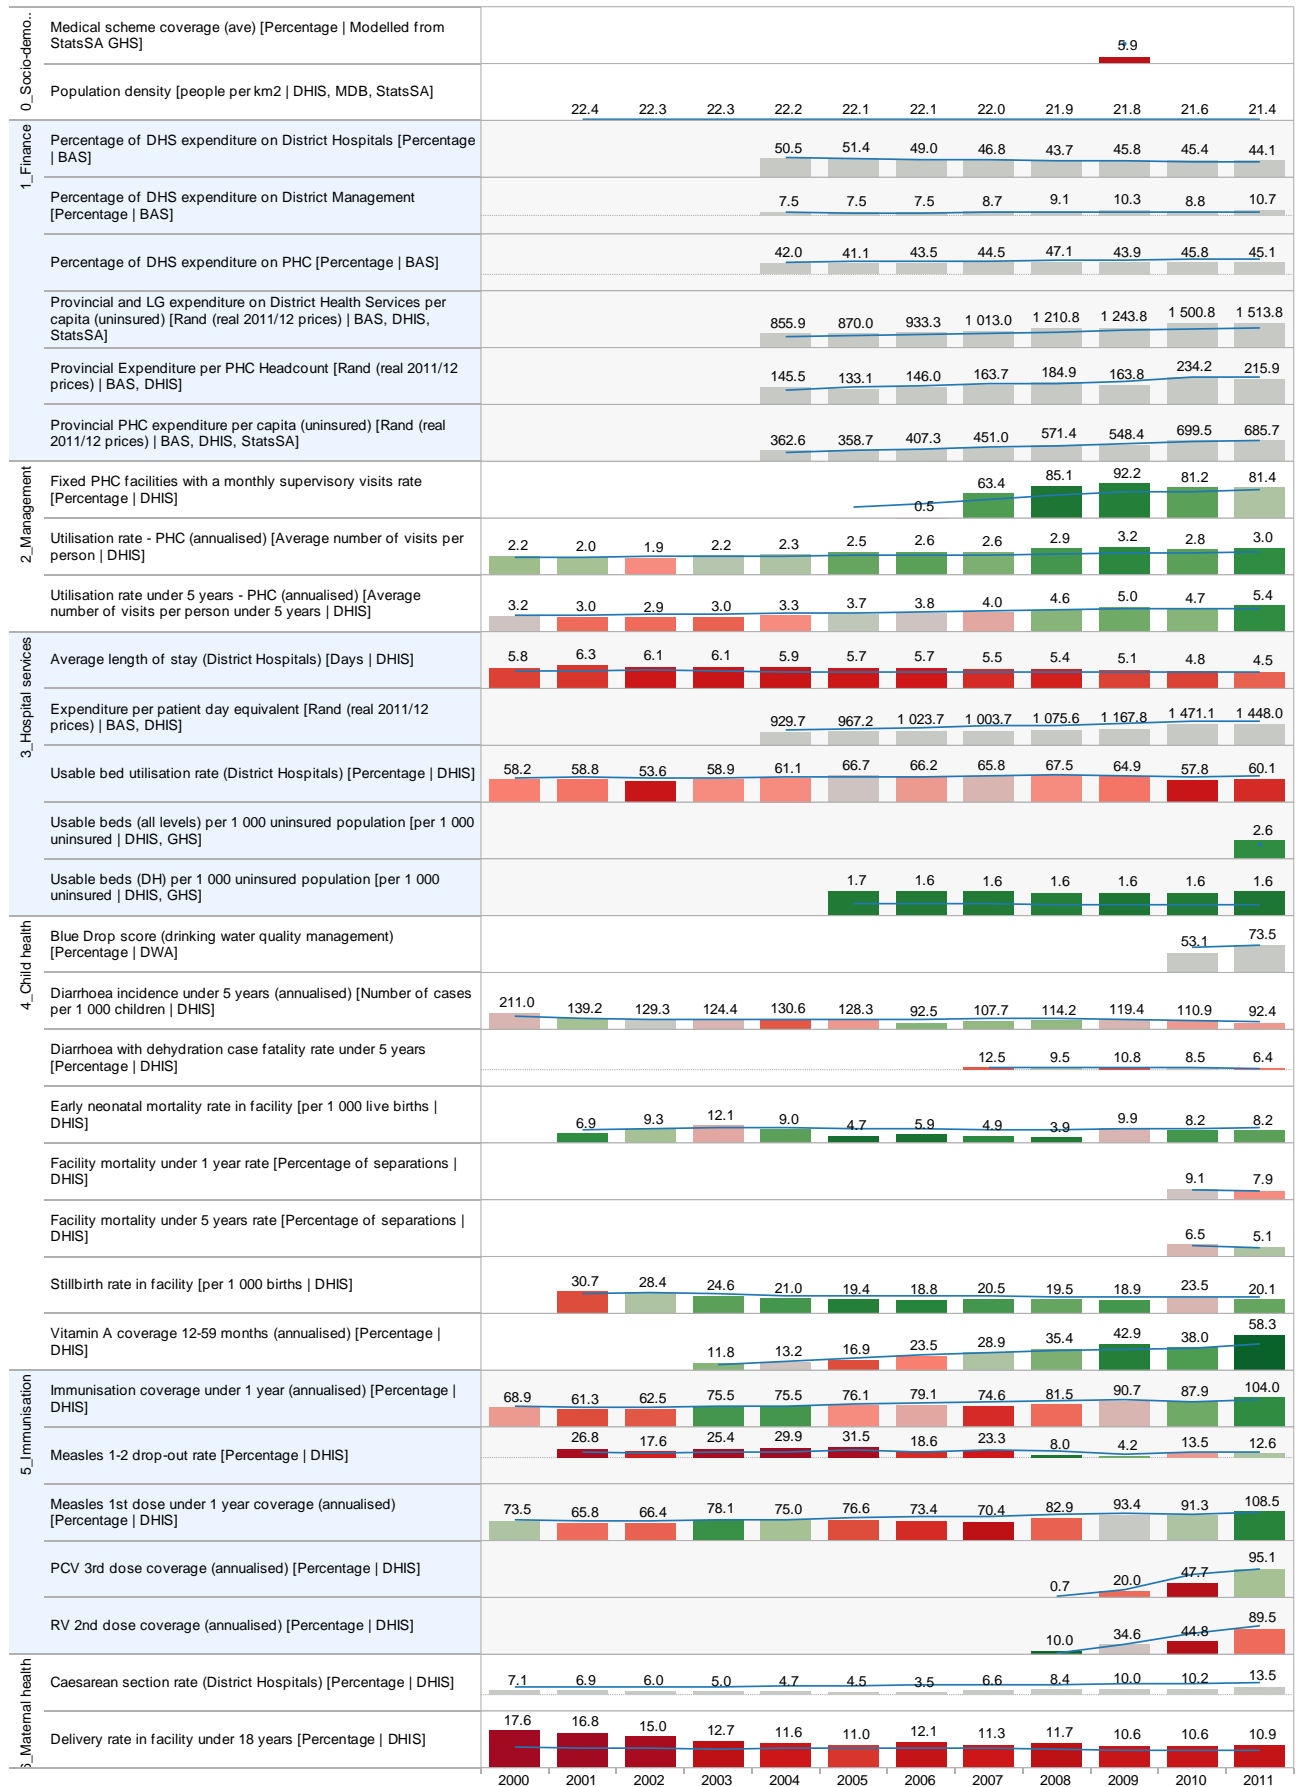 0_Socio-demo..
Medical scheme coverage (ave) [Percentage | Modelled from
StatsSA GHS]
5.9
Population density [people per km2 | DHIS, MDB, StatsSA]
22.4 22.3 22.3 22.2 22.1 22.1 22.0 21.9 21.8 21.6 21.4
1_Finance
Percentage of DHS expenditure on District Hospitals [Percentage
| BAS]
50.5 51.4 49.0 46.8 43.7 45.8 45.4 44.1
Percentage of DHS expenditure on District Management
[Percentage | BAS]
7.5 7.5 7.5 8.7 9.1 10.3 8.8 10.7
Percentage of DHS expenditure on PHC [Percentage | BAS]
42.0 41.1 43.5 44.5 47.1 43.9 45.8 45.1
Provincial and LG expenditure on District Health Services per
capita (uninsured) [Rand (real 2011/12 prices) | BAS, DHIS,
StatsSA]
855.9 870.0 933.3 1 013.0 1 210.8 1 243.8 1 500.8 1 513.8
Provincial Expenditure per PHC Headcount [Rand (real 2011/12
prices) | BAS, DHIS]
145.5 133.1 146.0 163.7 184.9 163.8 234.2 215.9
Provincial PHC expenditure per capita (uninsured) [Rand (real
2011/12 prices) | BAS, DHIS, StatsSA]
362.6 358.7 407.3 451.0 571.4 548.4 699.5 685.7
2_Management
Fixed PHC facilities with a monthly supervisory visits rate
[Percentage | DHIS]
0.5 63.4 85.1 92.2 81.2 81.4
Utilisation rate - PHC (annualised) [Average number of visits per
person | DHIS]
2.2 2.0 1.9 2.2 2.3 2.5 2.6 2.6 2.9 3.2 2.8 3.0
Utilisation rate under 5 years - PHC (annualised) [Average
number of visits per person under 5 years | DHIS]
3.2 3.0 2.9 3.0 3.3 3.7 3.8 4.0 4.6 5.0 4.7 5.4
3_Hospital services
Average length of stay (District Hospitals) [Days | DHIS]
5.8 6.3 6.1 6.1 5.9 5.7 5.7 5.5 5.4 5.1 4.8 4.5
Expenditure per patient day equivalent [Rand (real 2011/12
prices) | BAS, DHIS]
929.7 967.2 1 023.7 1 003.7 1 075.6 1 167.8 1 471.1 1 448.0
Usable bed utilisation rate (District Hospitals) [Percentage | DHIS]
58.2 58.8 53.6 58.9 61.1 66.7 66.2 65.8 67.5 64.9 57.8 60.1
Usable beds (all levels) per 1 000 uninsured population [per 1 000
uninsured | DHIS, GHS]
2.6
Usable beds (DH) per 1 000 uninsured population [per 1 000
uninsured | DHIS, GHS]
1.7 1.6 1.6 1.6 1.6 1.6 1.6
4_Child health
Blue Drop score (drinking water quality management)
[Percentage | DWA]
53.1 73.5
Diarrhoea incidence under 5 years (annualised) [Number of cases
per 1 000 children | DHIS]
211.0 139.2 129.3 124.4 130.6 128.3 92.5 107.7 114.2 119.4 110.9 92.4
Diarrhoea with dehydration case fatality rate under 5 years
[Percentage | DHIS]
12.5 9.5 10.8 8.5 6.4
Early neonatal mortality rate in facility [per 1 000 live births |
DHIS]
6.9 9.3 12.1 9.0 4.7 5.9 4.9 3.9 9.9 8.2 8.2
Facility mortality under 1 year rate [Percentage of separations |
DHIS]
9.1 7.9
Facility mortality under 5 years rate [Percentage of separations |
DHIS]
6.5 5.1
Stillbirth rate in facility [per 1 000 births | DHIS]
30.7 28.4 24.6 21.0 19.4 18.8 20.5 19.5 18.9 23.5 20.1
Vitamin A coverage 12-59 months (annualised) [Percentage |
DHIS]
11.8 13.2 16.9 23.5 28.9 35.4 42.9 38.0 58.3
5_Immunisation
Immunisation coverage under 1 year (annualised) [Percentage |
DHIS]
68.9 61.3 62.5 75.5 75.5 76.1 79.1 74.6 81.5 90.7 87.9 104.0
Measles 1-2 drop-out rate [Percentage | DHIS]
26.8 17.6 25.4 29.9 31.5 18.6 23.3 8.0 4.2 13.5 12.6
Measles 1st dose under 1 year coverage (annualised)
[Percentage | DHIS]
73.5 65.8 66.4 78.1 75.0 76.6 73.4 70.4 82.9 93.4 91.3 108.5
PCV 3rd dose coverage (annualised) [Percentage | DHIS]
0.7 20.0 47.7 95.1
RV 2nd dose coverage (annualised) [Percentage | DHIS]
10.0 34.6 44.8 89.5
6_Maternal health
Caesarean section rate (District Hospitals) [Percentage | DHIS]
7.1 6.9 6.0 5.0 4.7 4.5 3.5 6.6 8.4 10.0 10.2 13.5
Delivery rate in facility under 18 years [Percentage | DHIS]
17.6 16.8 15.0 12.7 11.6 11.0 12.1 11.3 11.7 10.6 10.6 10.9
2000 2001 2002 2003 2004 2005 2006 2007 2008 2009 2010 2011